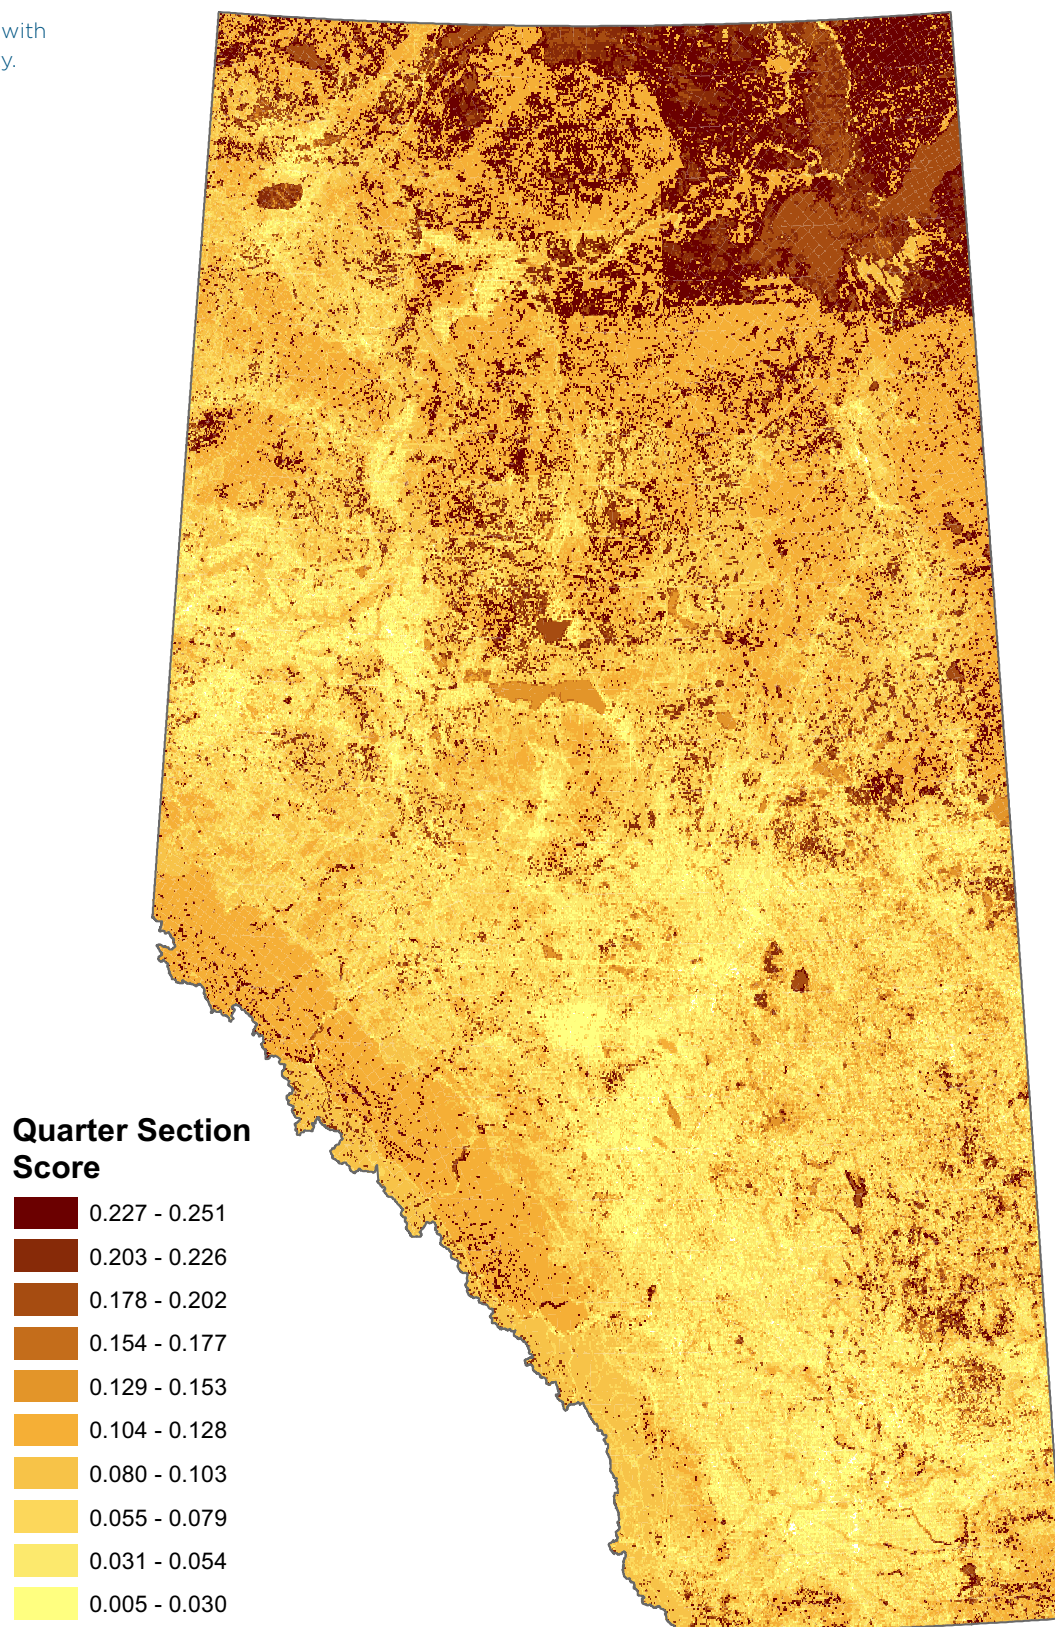 with
y.
Quarter Section
Score
0.227 - 0.251
0.203 - 0.226
0.178 - 0.202
0.154 - 0.177
0.129 - 0.153
0.104 - 0.128
0.080 - 0.103
0.055 - 0.079
0.031 - 0.054
0.005 - 0.030